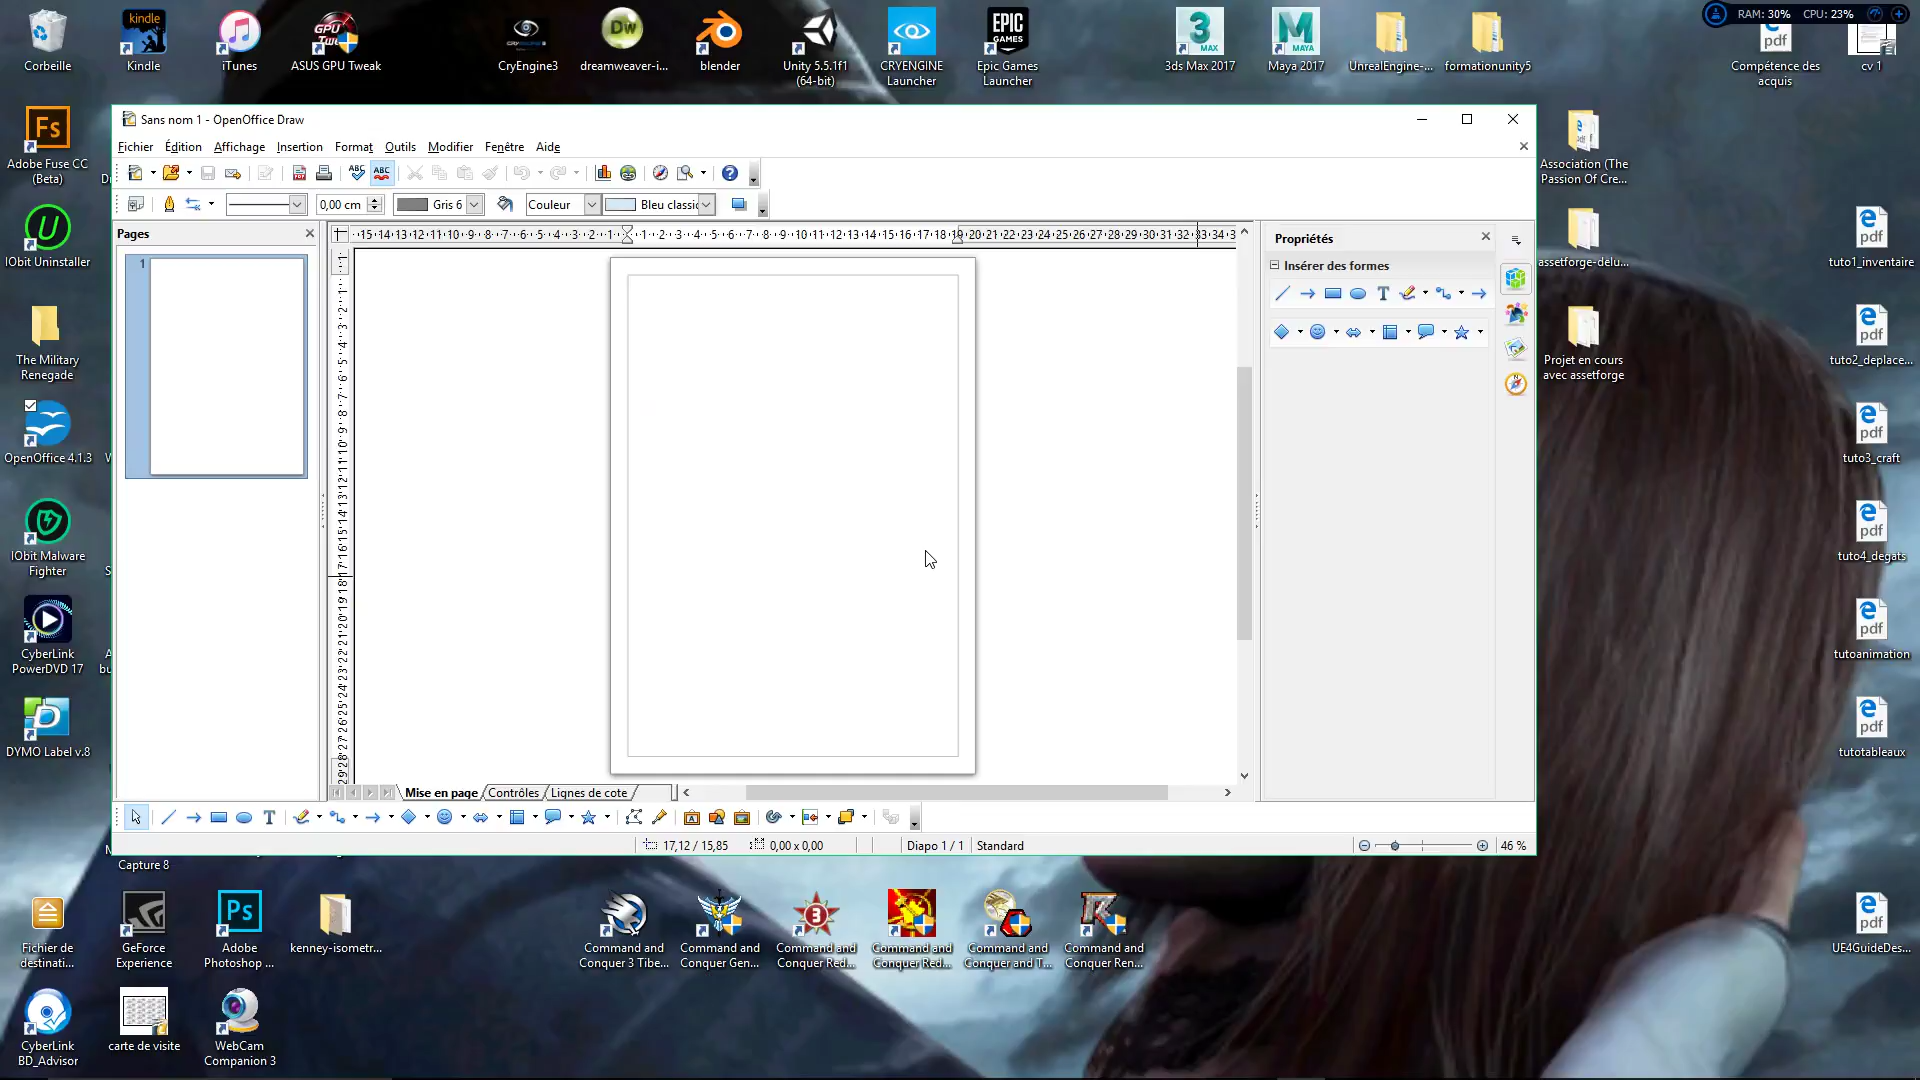 RAM: 30% CPU: 23%
Corbeille
Kindle
iTunes
ASUS GPU Tweak
CryEngine3
dreamweaver-i...
blender
Unity 5.5.1f1
(64-bit)
CRYENGINE
Launcher
Epic Games
Launcher
3ds Max 2017
Maya 2017
UnrealEngine-...
formationunity5
Compétence des
acquis
cv 1
Adobe Fuse CC
(Beta)
IObit Uninstaller
The Military
Renegade
OpenOffice 4.1.3
IObit Malware
Fighter
CyberLink
PowerDVD 17
DYMO Label v.8
Sans nom 1 - OpenOffice Draw
Fichier Édition Affichage Insertion Format Outils Modifier Fenêtre Aide
0,00 cm Gris 6 Couleur Bleu classic
Pages
1
Propriétés
Insérer des formes
Mise en page Contrôles Lignes de cote
17,12 / 15,85 0,00 x 0,00 Diapo 1 / 1 Standard 46 %
Association (The
Passion Of Cre...
assetforge-delu...
Projet en cours
avec assetforge
tuto1_inventaire
tuto2_deplace...
tuto3_craft
tuto4_degats
tutoanimation
tutotableaux
UE4GuideDes...
Capture 8
Fichier de
destinati...
GeForce
Experience
Adobe
Photoshop ...
kenney-isometr...
Command and
Conquer 3 Tibe...
Command and
Conquer Gen...
Command and
Conquer Red...
Command and
Conquer Red...
Command and
Conquer and T...
Command and
Conquer Ren...
CyberLink
BD_Advisor
carte de visite
WebCam
Companion 3